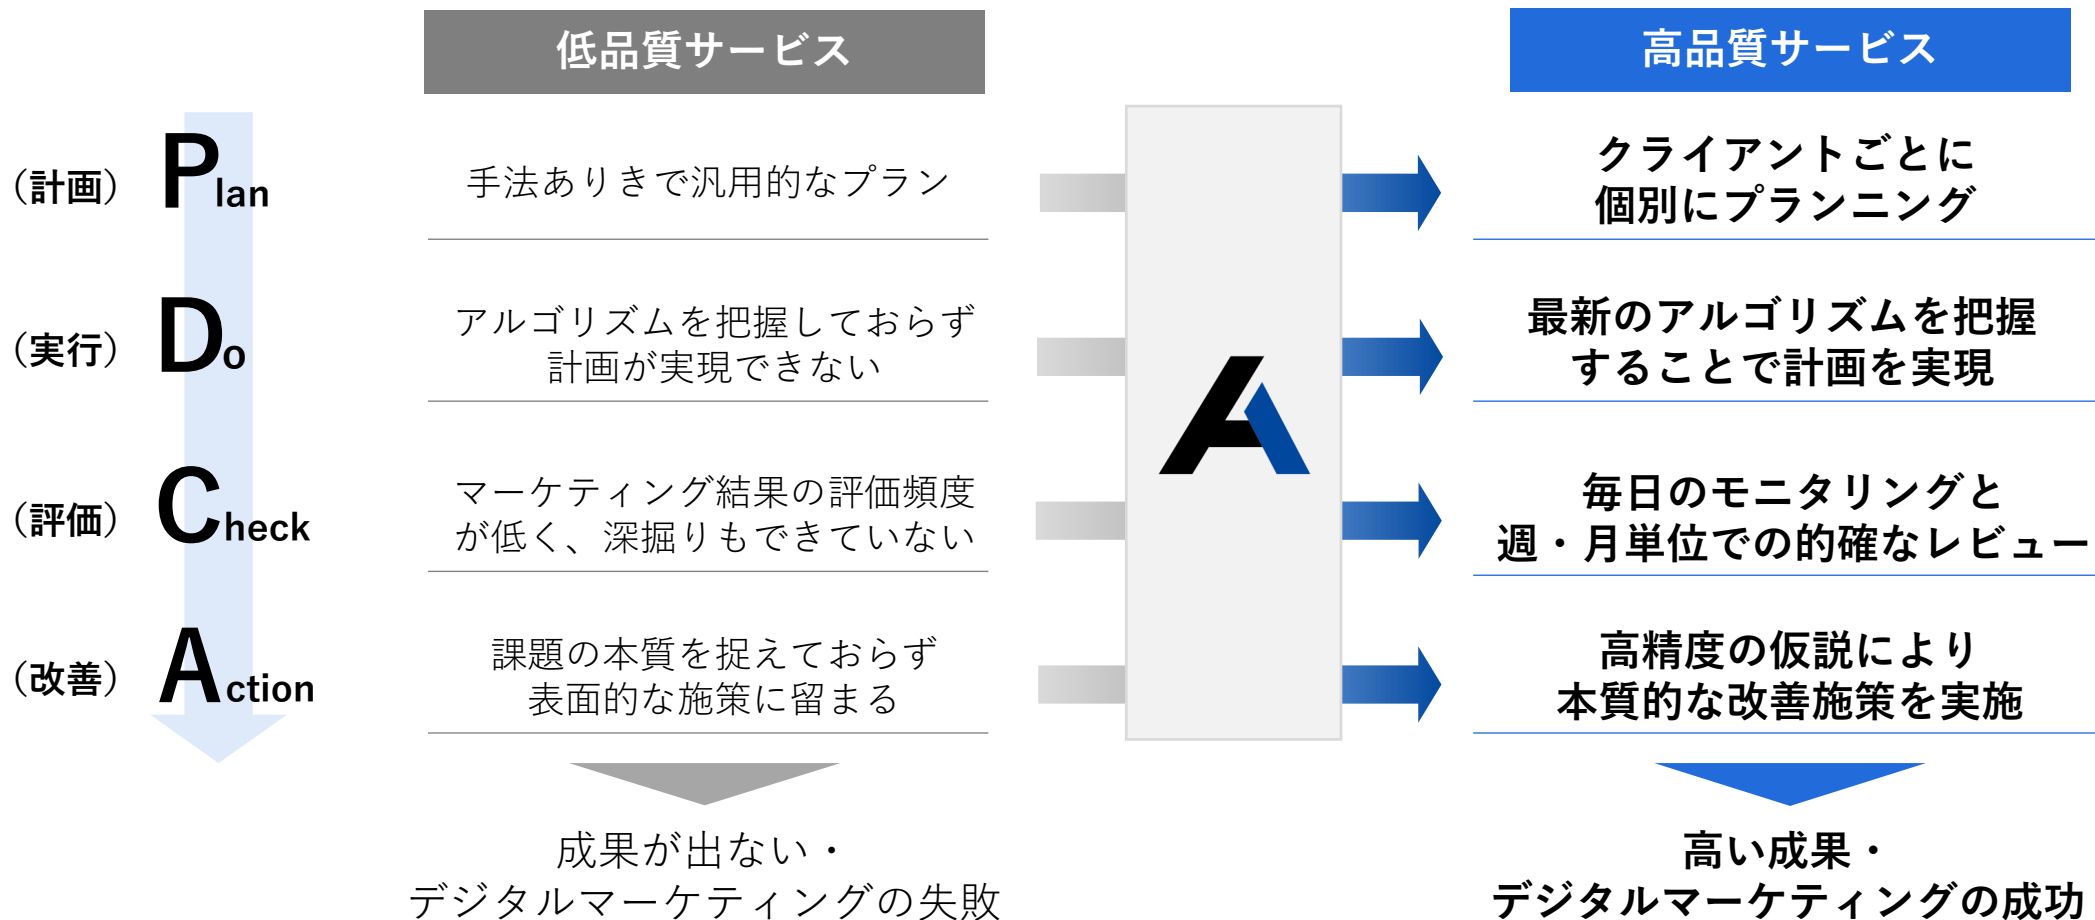 低品質サービス
高品質サービス
（計画）
Plan
手法ありきで汎用的なプラン
クライアントごとに
個別にプランニング
（実行）
Do
アルゴリズムを把握しておらず
計画が実現できない
最新のアルゴリズムを把握
することで計画を実現
（評価）
Check
マーケティング結果の評価頻度
が低く、深掘りもできていない
毎日のモニタリングと
週・月単位での的確なレビュー
（改善）
Action
課題の本質を捉えておらず
表面的な施策に留まる
高精度の仮説により
本質的な改善施策を実施
成果が出ない・
デジタルマーケティングの失敗
高い成果・
デジタルマーケティングの成功